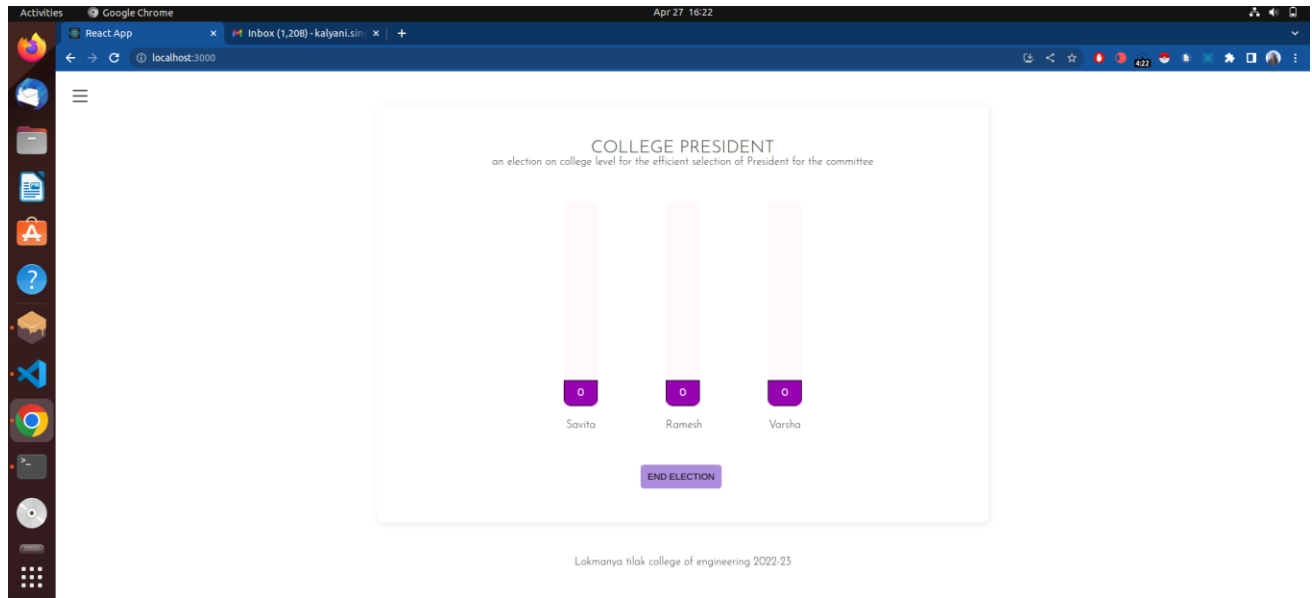 Activities Google Chrome Apr 27 16:22
React App Inbox (1,208) - kalyani.sin
localhost:3000
4:22
COLLEGE PRESIDENT
an election on college level for the efficient selection of President for the committee
0 0 0
Savita Ramesh Varsha
END ELECTION
Lokmanya tilak college of engineering 2022-23